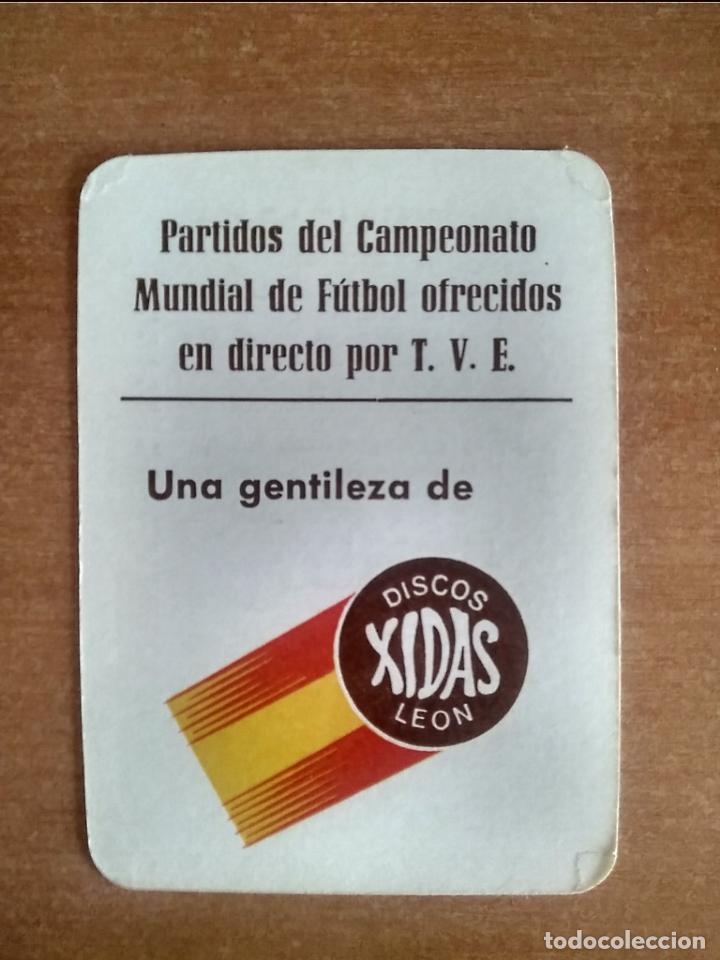 Partidos del Campeonato
Mundial de Fútbol ofrecidos
en directo por T. V. E.
Una gentileza de
DISCOS
XIDAS
LEON
todocoleccion